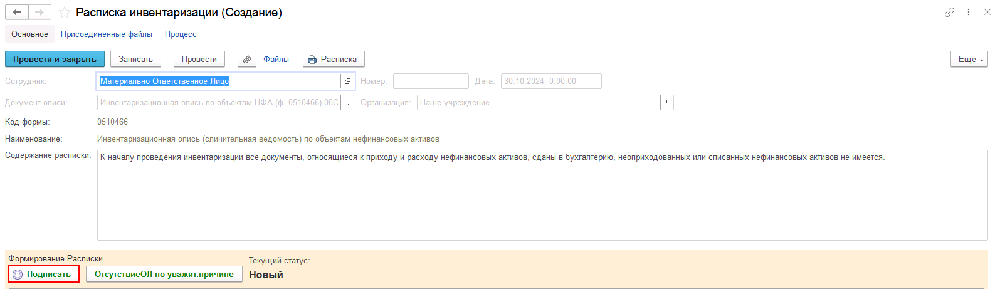 Расписка инвентаризации (Создание)
Основное Присоединенные файлы Процесс
Провести и закрыть Записать Провести Файлы Расписка Еще
Сотрудник: Материально Ответственное Лицо Номер: Дата: 30.10.2024 0:00:00
Документ описи: Инвентаризационная опись по объектам НФА (ф. 0510466) 00С Организация: Наше учреждение
Код формы: 0510466
Наименование: Инвентаризационная опись (сличительная ведомость) по объектам нефинансовых активов
Содержание расписки: К началу проведения инвентаризации все документы, относящиеся к приходу и расходу нефинансовых активов, сданы в бухгалтерию, неоприходованных или списанных нефинансовых активов не имеется.
Формирование Расписки Текущий статус:
Подписать ОтсутствиеОЛ по уважит.причине Новый